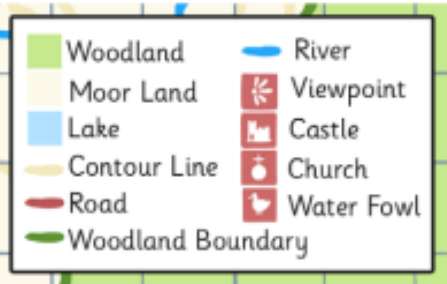 Woodland
Moor Land
Lake
Contour Line
Road
Woodland Boundary
River
Viewpoint
Castle
Church
Water Fowl